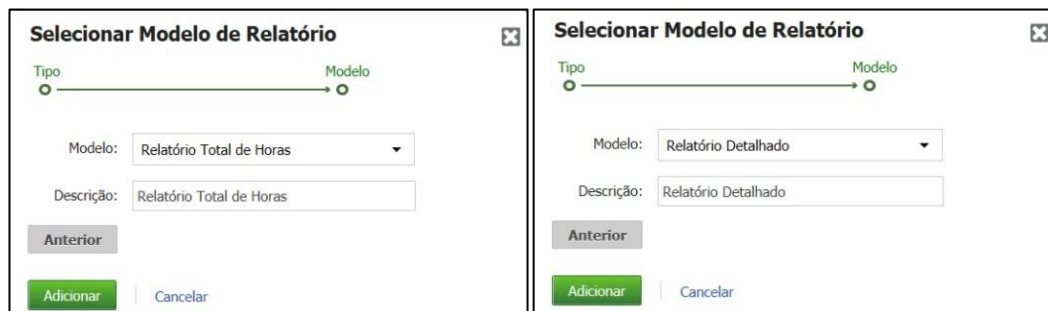 Selecionar Modelo de Relatório
Tipo Modelo
Modelo: Relatório Total de Horas
Descrição: Relatório Total de Horas
Anterior
Adicionar Cancelar
Selecionar Modelo de Relatório
Tipo Modelo
Modelo: Relatório Detalhado
Descrição: Relatório Detalhado
Anterior
Adicionar Cancelar